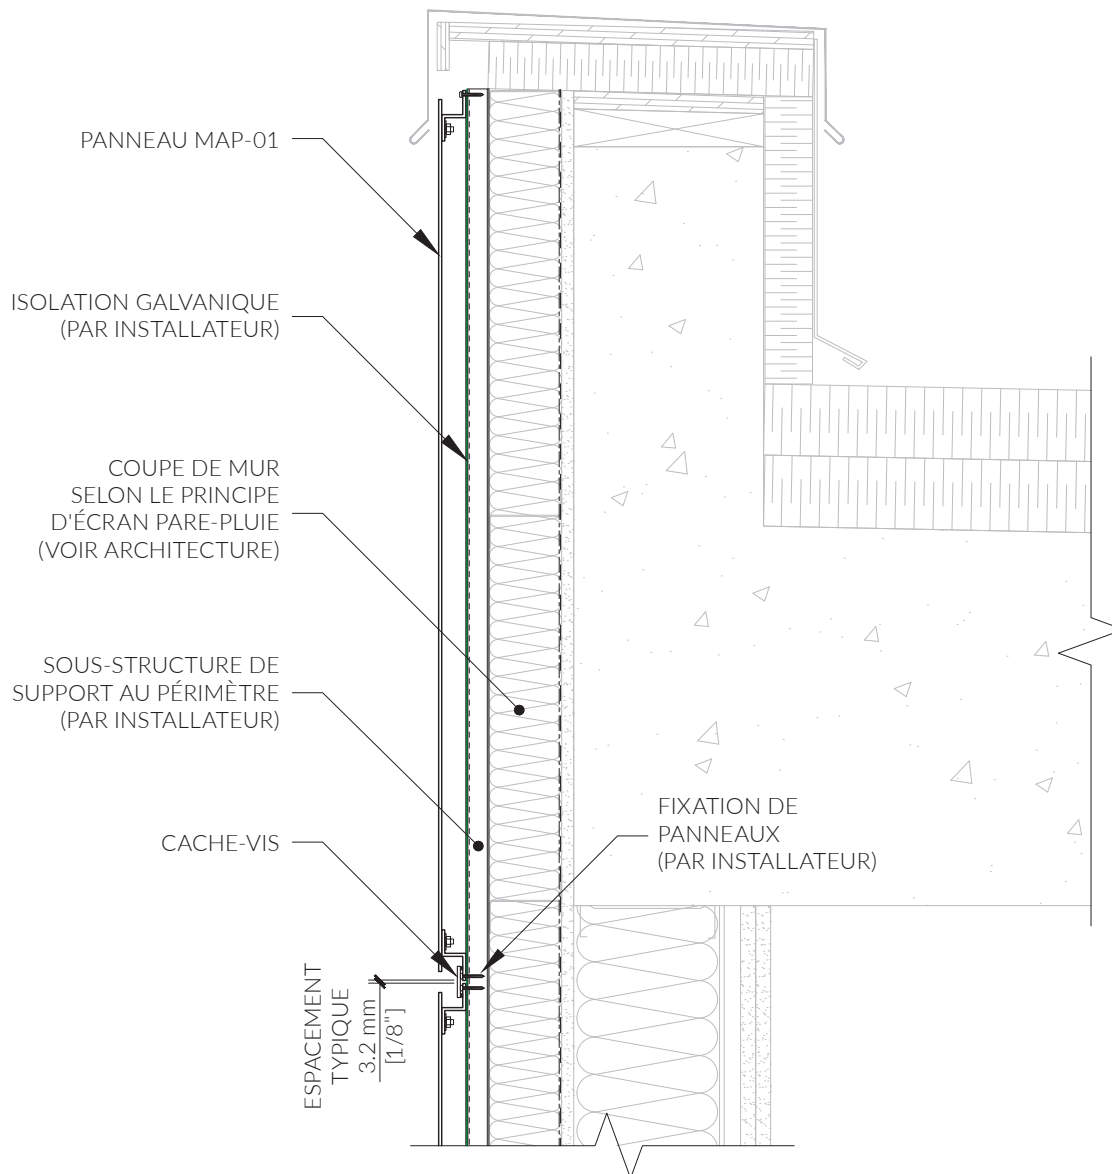 PANNEAU MAP-01
ISOLATION GALVANIQUE
(PAR INSTALLATEUR)
COUPE DE MUR
SELON LE PRINCIPE
D'ÉCRAN PARE-PLUIE
(VOIR ARCHITECTURE)
SOUS-STRUCTURE DE
SUPPORT AU PÉRIMÈTRE
(PAR INSTALLATEUR)
CACHE-VIS
FIXATION DE
PANNEAUX
(PAR INSTALLATEUR)
ESPACEMENT
TYPIQUE
3.2 mm
[1/8"]